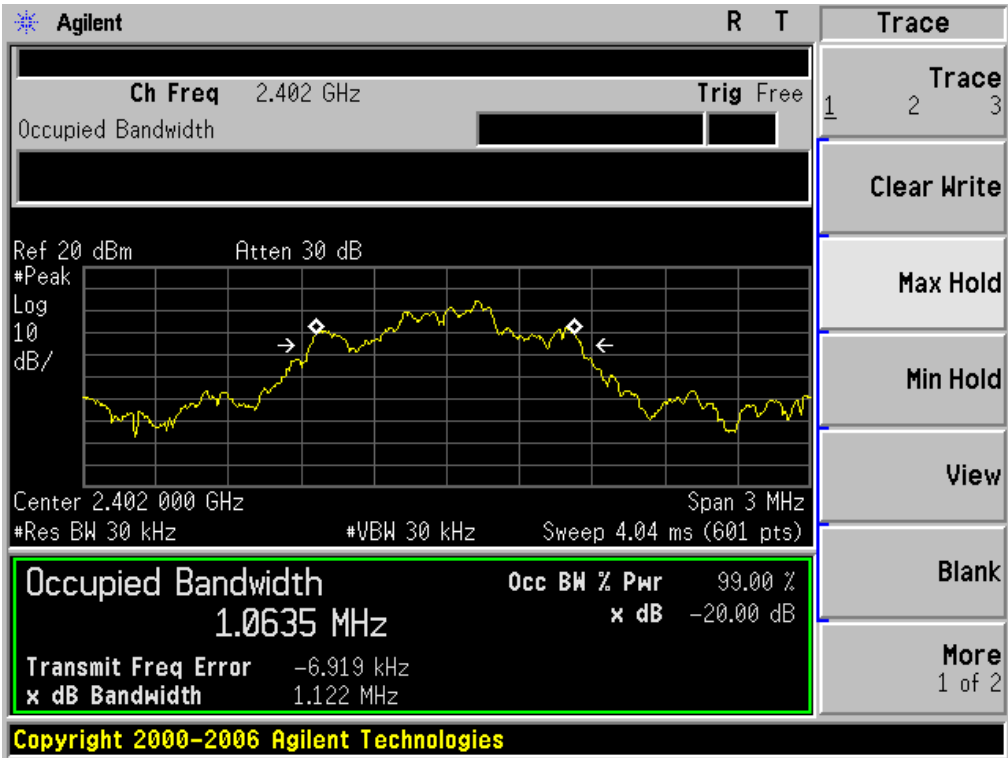 Agilent R T Trace
Ch Freq 2.402 GHz Trig Free
Occupied Bandwidth
Trace
1 2 3
Clear Write
Max Hold
Min Hold
View
Blank
More
1 of 2
Ref 20 dBm Atten 30 dB
#Peak
Log
10
dB/
Center 2.402 000 GHz Span 3 MHz
#Res BW 30 kHz #VBW 30 kHz Sweep 4.04 ms (601 pts)
Occupied Bandwidth Occ BW % Pwr 99.00 %
1.0635 MHz x dB -20.00 dB
Transmit Freq Error -6.919 kHz
x dB Bandwidth 1.122 MHz
Copyright 2000-2006 Agilent Technologies